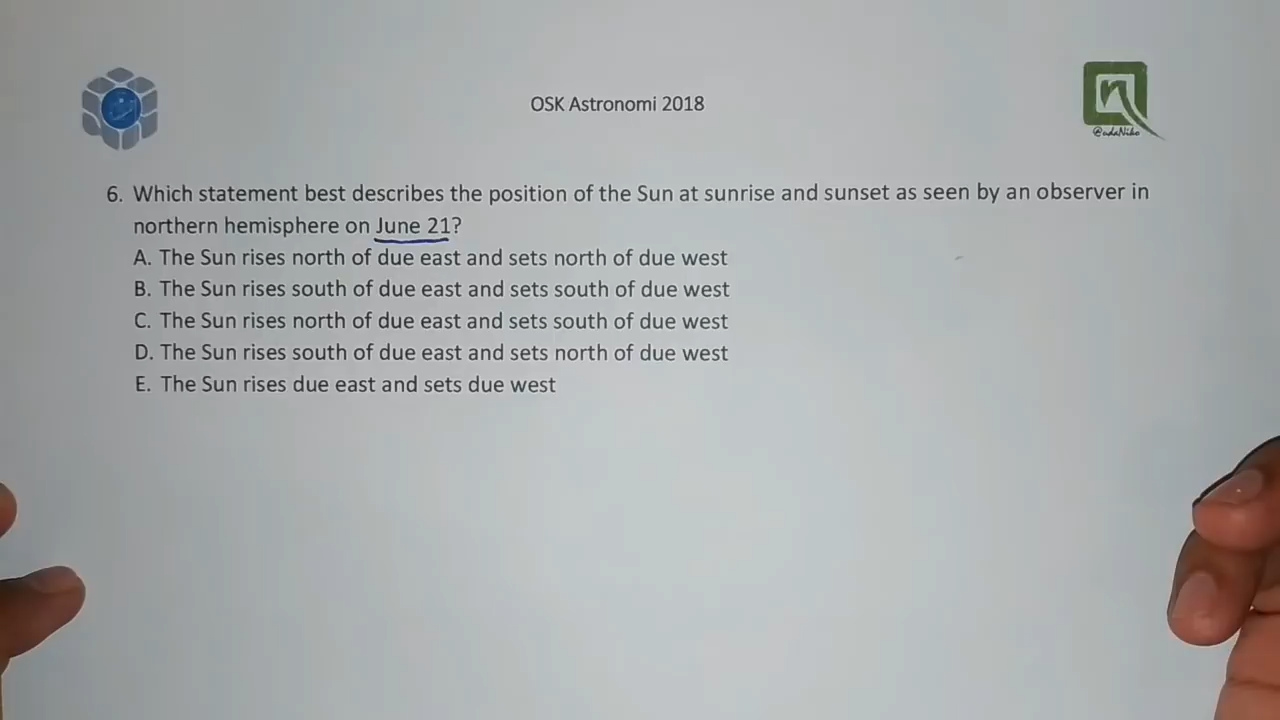 OSK Astronomi 2018
@adaNiko
6. Which statement best describes the position of the Sun at sunrise and sunset as seen by an observer in
northern hemisphere on June 21?
A. The Sun rises north of due east and sets north of due west
B. The Sun rises south of due east and sets south of due west
C. The Sun rises north of due east and sets south of due west
D. The Sun rises south of due east and sets north of due west
E. The Sun rises due east and sets due west